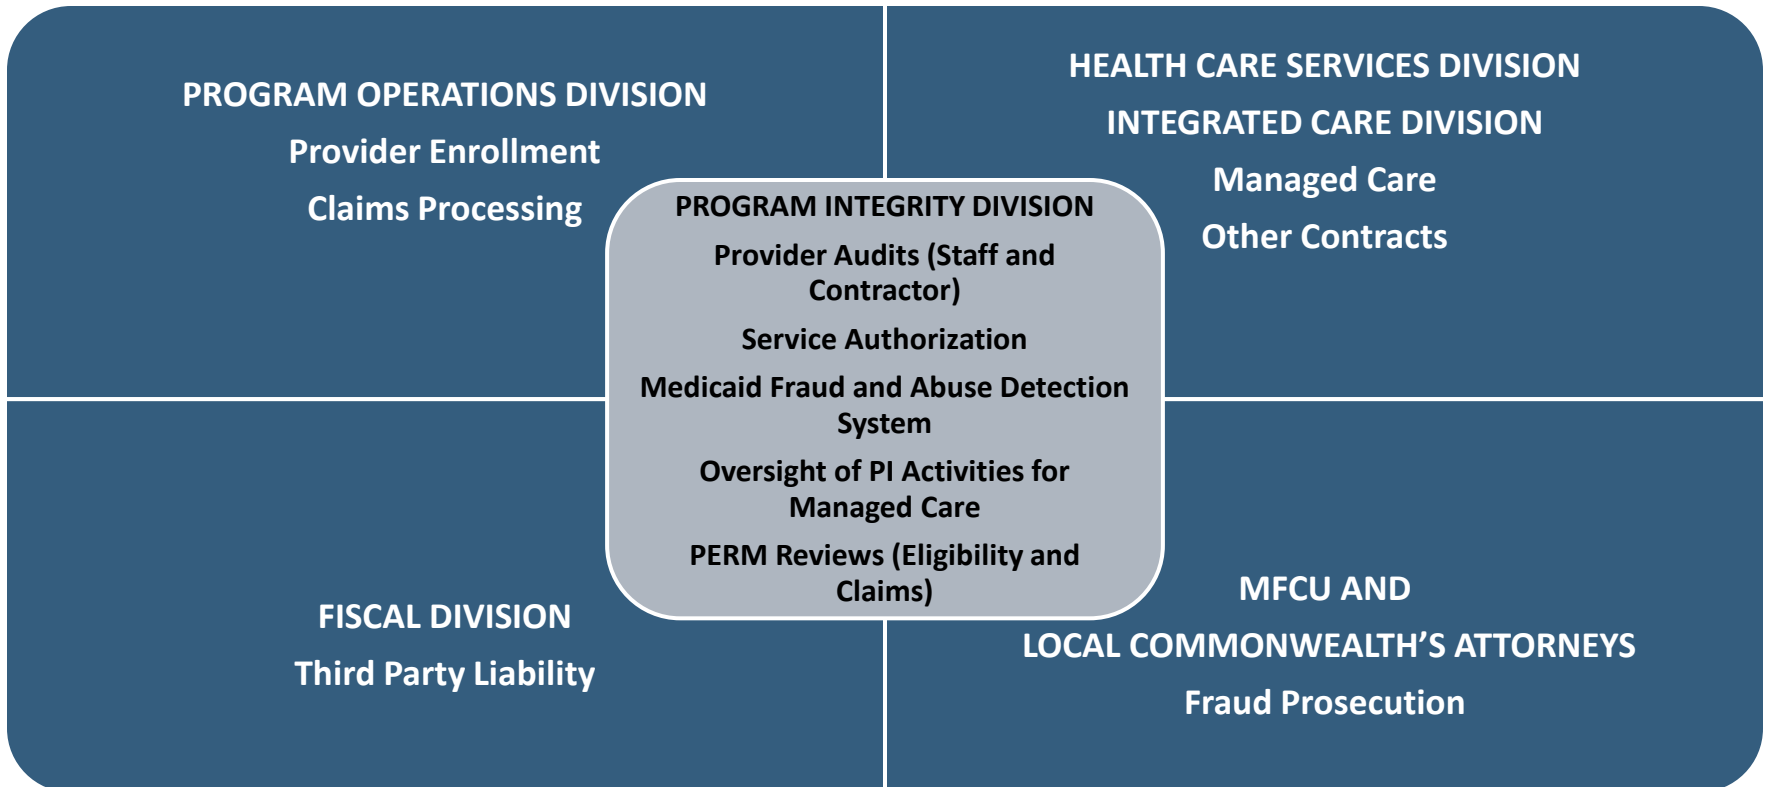 PROGRAM OPERATIONS DIVISION
Provider Enrollment
Claims Processing
HEALTH CARE SERVICES DIVISION
INTEGRATED CARE DIVISION
Managed Care
Other Contracts
PROGRAM INTEGRITY DIVISION
Provider Audits (Staff and
Contractor)
Service Authorization
Medicaid Fraud and Abuse Detection
System
Oversight of PI Activities for
Managed Care
PERM Reviews (Eligibility and
Claims)
FISCAL DIVISION
Third Party Liability
MFCU AND
LOCAL COMMONWEALTH’S ATTORNEYS
Fraud Prosecution